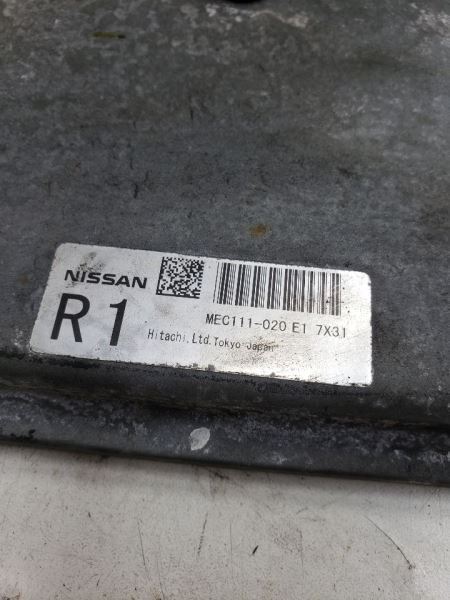 NISSAN
R1
MEC111-020 E1 7X31
Hitachi,Ltd.Tokyo Japan